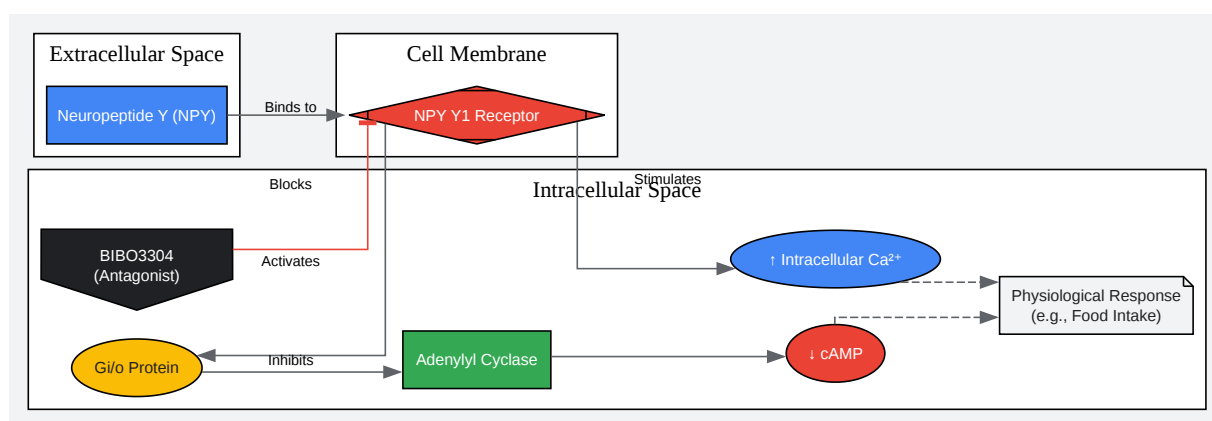 Extracellular Space
Cell Membrane
Neuropeptide Y (NPY)
Binds to
NPY Y1 Receptor
Blocks
Stimulates
Intracellular Space
BIBO3304
(Antagonist)
Activates
↑ Intracellular Ca²⁺
Physiological Response
(e.g., Food Intake)
Gi/o Protein
Inhibits
Adenylyl Cyclase
↓ cAMP